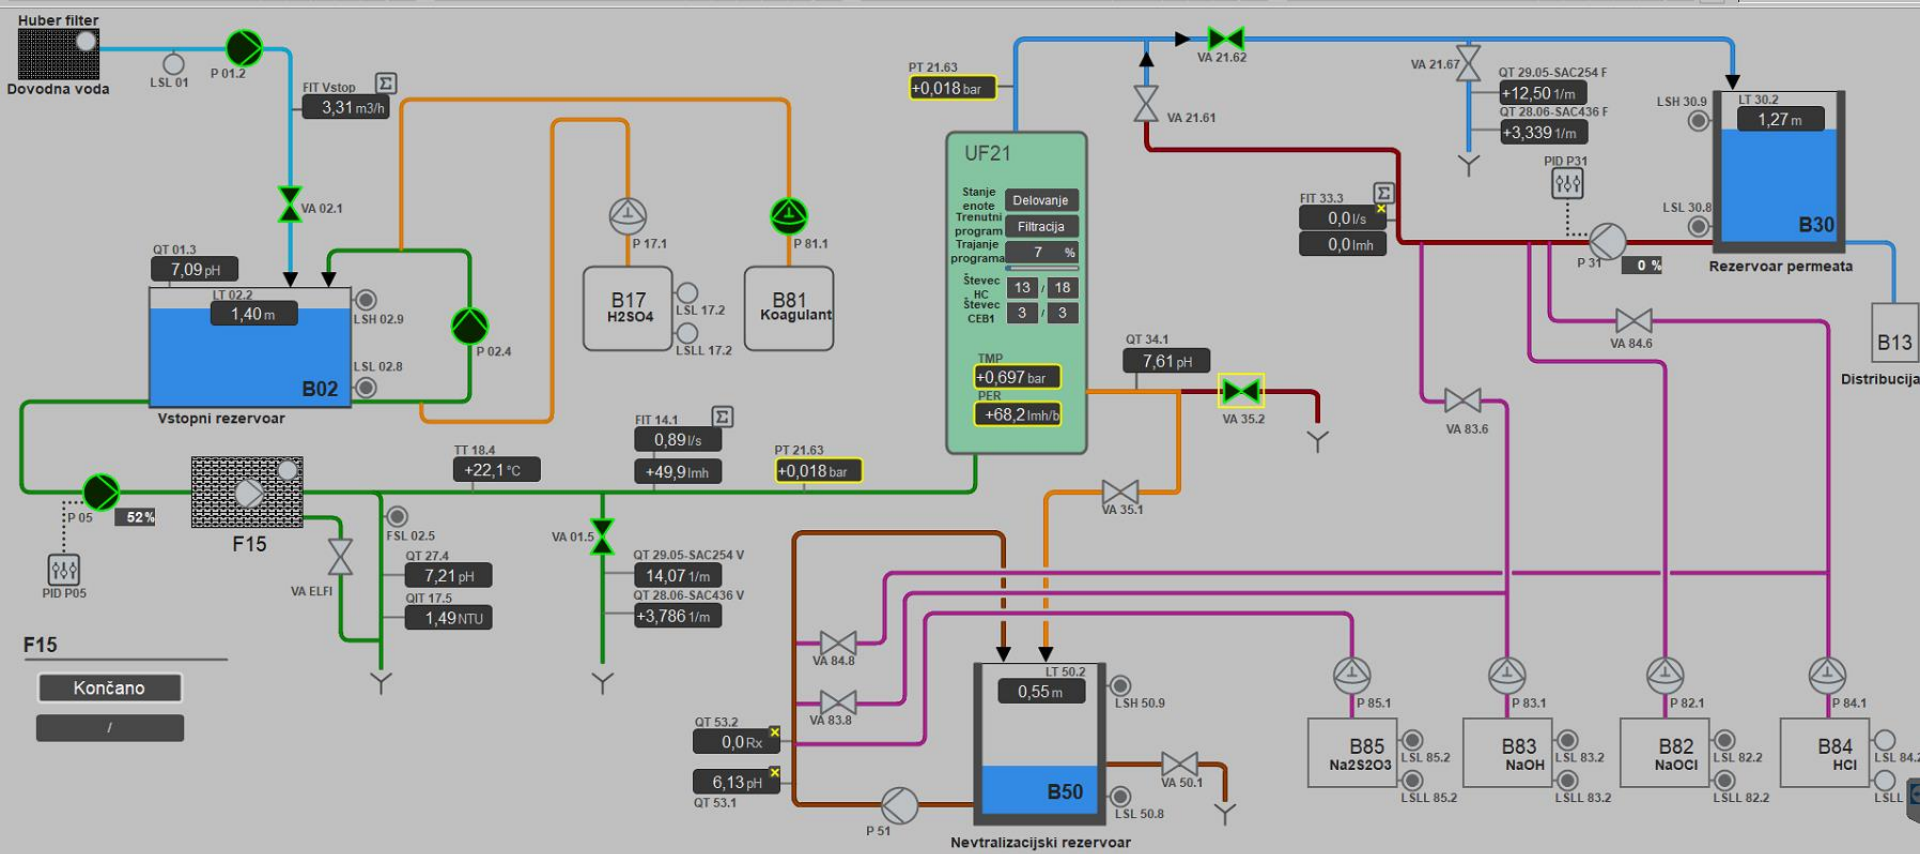 Huber filter
Dovodna voda
LSL 01
P 01.2
FIT Vstop
Σ
3,31 m3/h
VA 02.1
QT 01.3
7,09 pH
LT 02.2
1,40 m
LSH 02.9
LSL 02.8
B02
Vstopni rezervoar
P 02.4
P 17.1
P 81.1
B17
H2SO4
LSL 17.2
LSLL 17.2
B81
Koagulant
P 05
52 %
PID P05
F15
VA ELFI
FSL 02.5
QT 27.4
7,21 pH
QIT 17.5
1,49 NTU
TT 18.4
+22,1 °C
FIT 14.1
Σ
0,89 l/s
+49,9 lmh
PT 21.63
+0,018 bar
VA 01.5
QT 29.05-SAC254 V
14,07 1/m
QT 28.06-SAC436 V
+3,786 1/m
F15
Končano
/
PT 21.63
+0,018 bar
UF21
Stanje enote
Delovanje
Trenutni program
Filtracija
Trajanje programa
7 %
Števec HC
13 / 18
Števec CEB1
3 / 3
TMP
+0,697 bar
PER
+68,2 lmh/b
VA 21.62
VA 21.61
VA 21.67
QT 29.05-SAC254 F
+12,50 1/m
QT 28.06-SAC436 F
+3,339 1/m
PID P31
FIT 33.3
Σ
0,0 l/s
0,0 lmh
P 31
0 %
LSH 30.9
LSL 30.8
LT 30.2
1,27 m
B30
Rezervoar permeata
B13
Distribucija
QT 34.1
7,61 pH
VA 35.2
VA 35.1
VA 84.6
VA 83.6
VA 84.8
VA 83.8
QT 53.2
0,0 Rx
6,13 pH
QT 53.1
P 51
LT 50.2
0,55 m
LSH 50.9
LSL 50.8
B50
Nevtralizacijski rezervoar
VA 50.1
P 85.1
B85
Na2S2O3
LSL 85.2
LSLL 85.2
P 83.1
B83
NaOH
LSL 83.2
LSLL 83.2
P 82.1
B82
NaOCl
LSL 82.2
LSLL 82.2
P 84.1
B84
HCl
LSL 84.2
LSLL